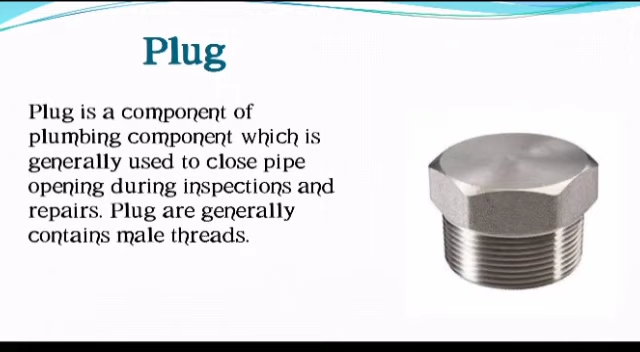 Plug
Plug is a component of
plumbing component which is
generally used to close pipe
opening during inspections and
repairs. Plug are generally
contains male threads.